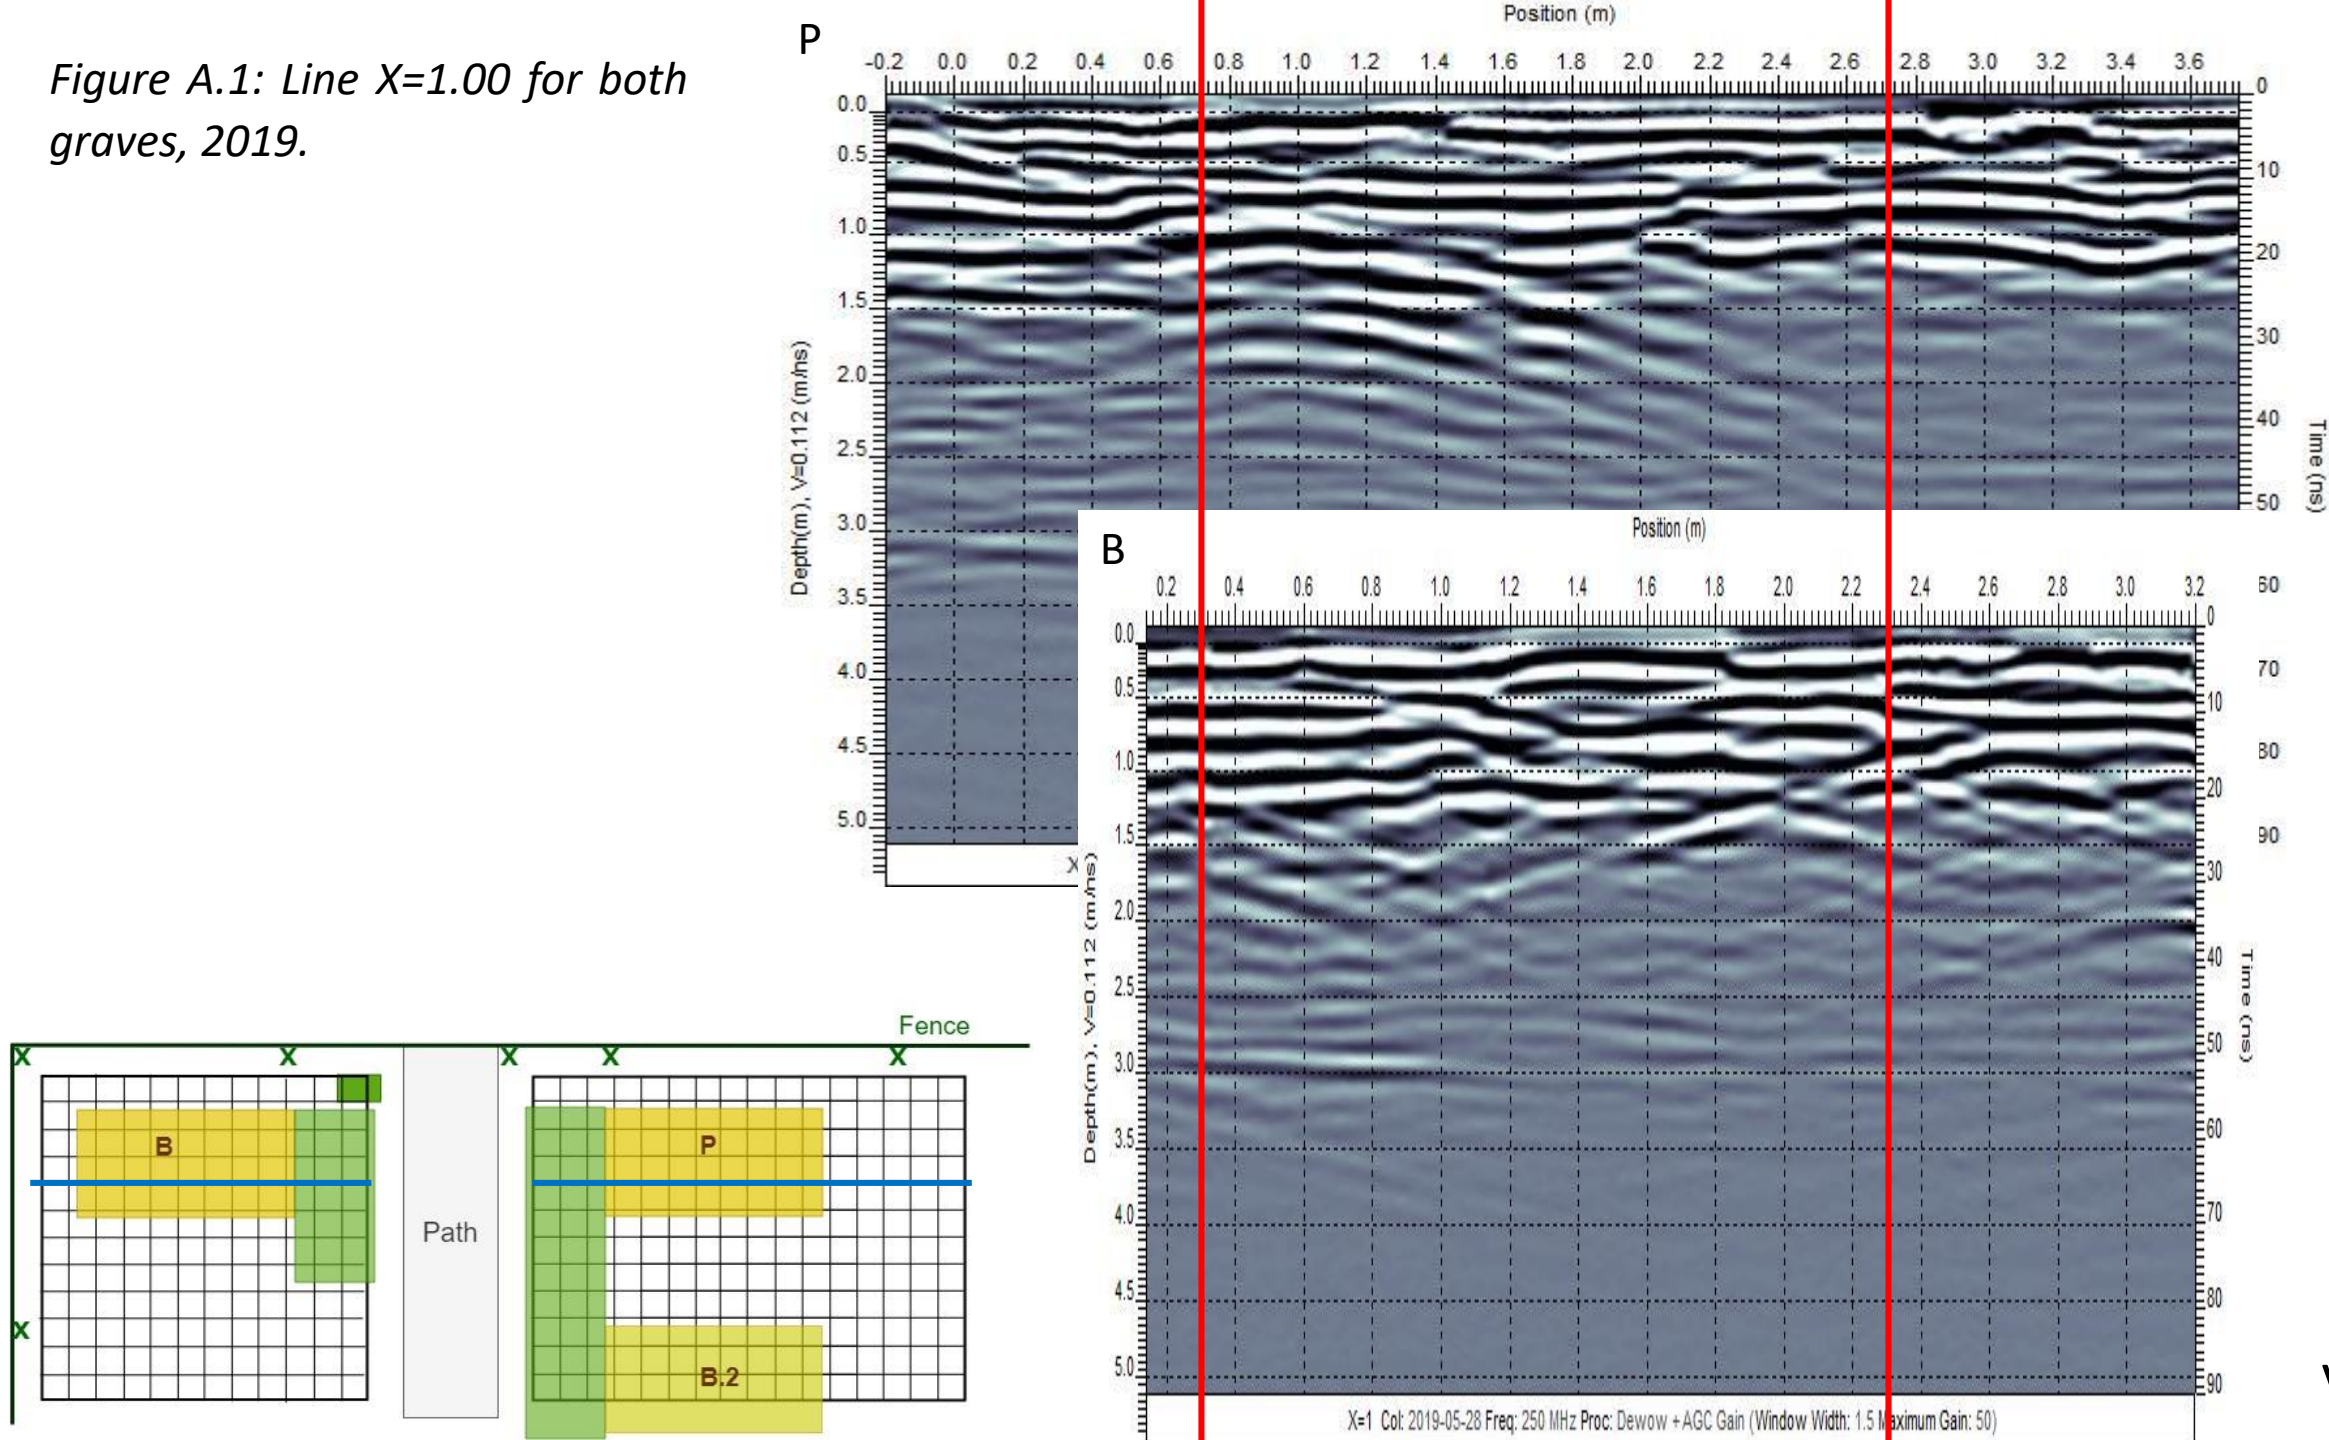 Figure A.1: Line X=1.00 for both
graves, 2019.
P
Position (m)
-0.2 0.0 0.2 0.4 0.6 0.8 1.0 1.2 1.4 1.6 1.8 2.0 2.2 2.4 2.6 2.8 3.0 3.2 3.4 3.6
0.0
0.5
1.0
1.5
2.0
2.5
3.0
3.5
4.0
4.5
5.0
Depth(m), V=0.112 (m/ns)
0
10
20
30
40
50
60
70
80
90
Time (ns)
X
B
Position (m)
0.2 0.4 0.6 0.8 1.0 1.2 1.4 1.6 1.8 2.0 2.2 2.4 2.6 2.8 3.0 3.2
0.0
0.5
1.0
1.5
2.0
2.5
3.0
3.5
4.0
4.5
5.0
Depth(m), V=0.112 (m/ns)
0
10
20
30
40
50
60
70
80
90
Time (ns)
X=1 Col: 2019-05-28 Freq: 250 MHz Proc: Dewow + AGC Gain (Window Width: 1.5 Maximum Gain: 50)
Fence
X X X X X
B
P
Path
X
B.2